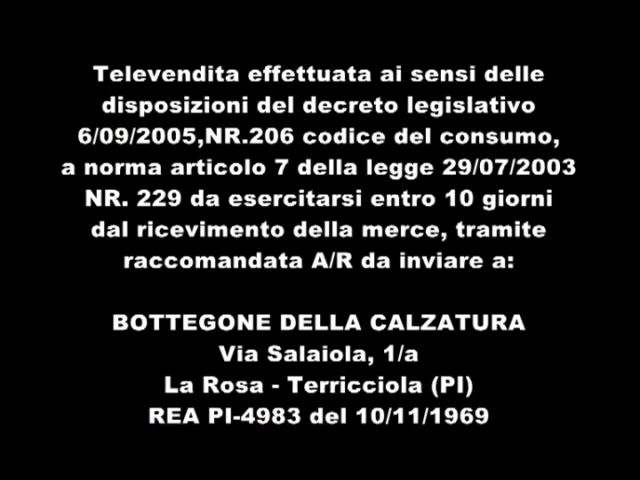 Televendita effettuata ai sensi delle
disposizioni del decreto legislativo
6/09/2005,NR.206 codice del consumo,
a norma articolo 7 della legge 29/07/2003
NR. 229 da esercitarsi entro 10 giorni
dal ricevimento della merce, tramite
raccomandata A/R da inviare a:
BOTTEGONE DELLA CALZATURA
Via Salaiola, 1/a
La Rosa - Terricciola (PI)
REA PI-4983 del 10/11/1969